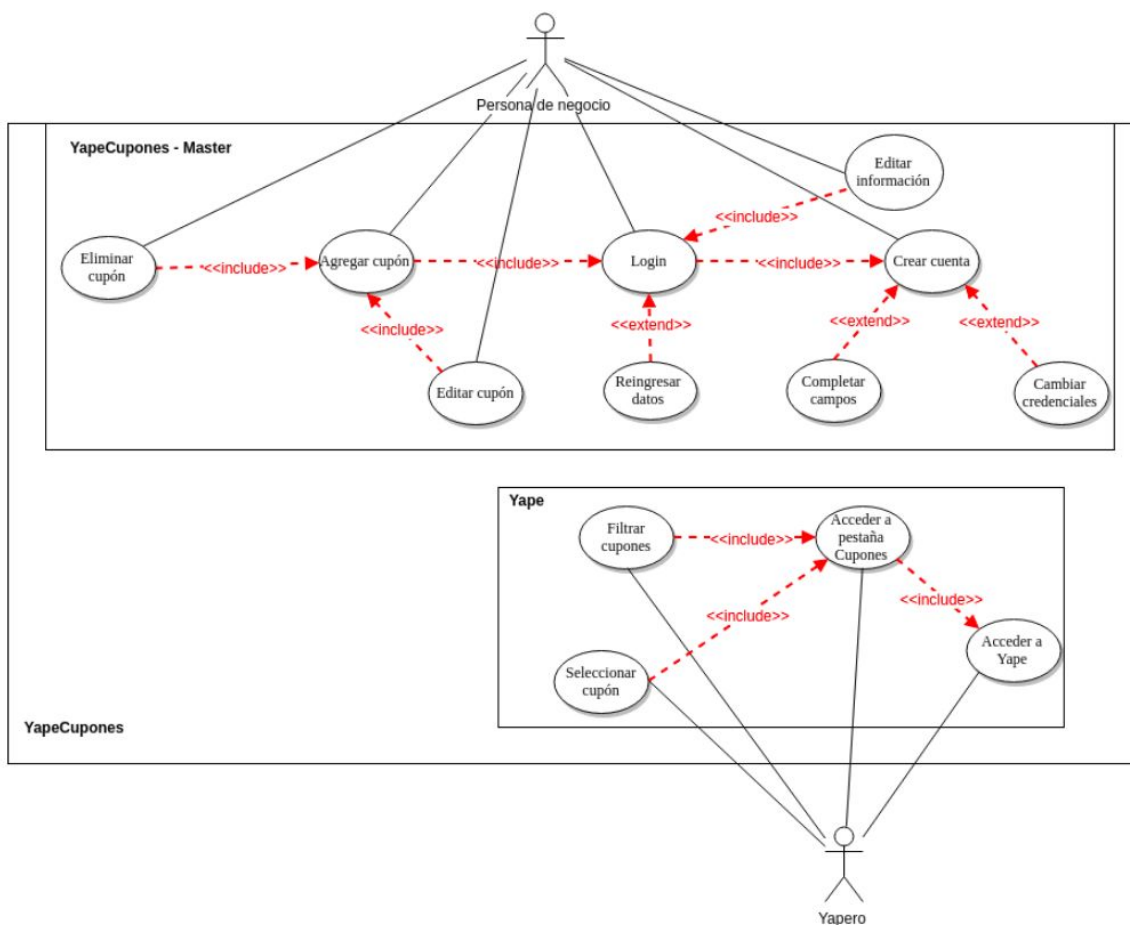 Persona de negocio
YapeCupones - Master
Editar
información
<<include>>
Eliminar
cupón
<<include>>
Agregar cupón
<<include>>
Login
<<include>>
Crear cuenta
<<include>>
<<extend>>
<<extend>>
<<extend>>
Editar cupón
Reingresar
datos
Completar
campos
Cambiar
credenciales
Yape
Filtrar
cupones
<<include>>
Acceder a
pestaña
Cupones
<<include>>
<<include>>
Acceder a
Yape
Seleccionar
cupón
YapeCupones
Yapero